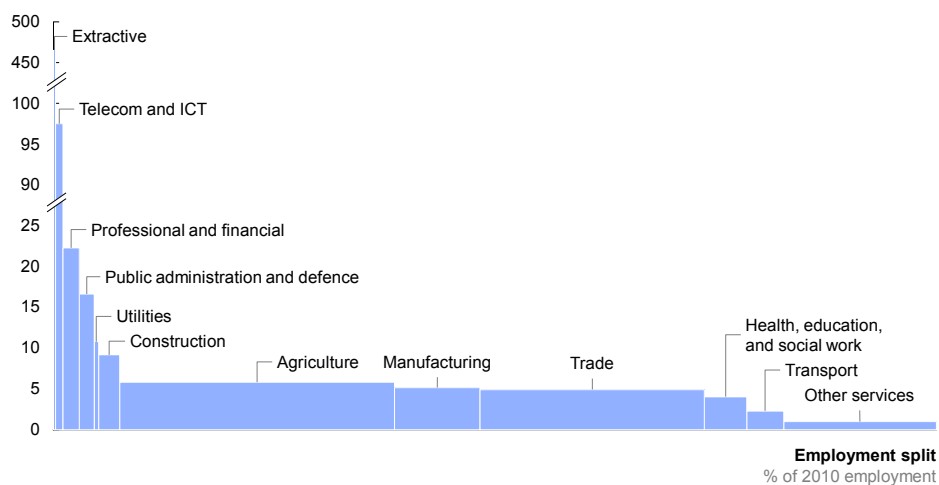 500
Extractive
450
100
Telecom and ICT
95
90
25
Professional and financial
20
Public administration and defence
15
Utilities
Construction
10
Agriculture
Manufacturing
Trade
Health, education,
and social work
Transport
Other services
5
0
Employment split
% of 2010 employment